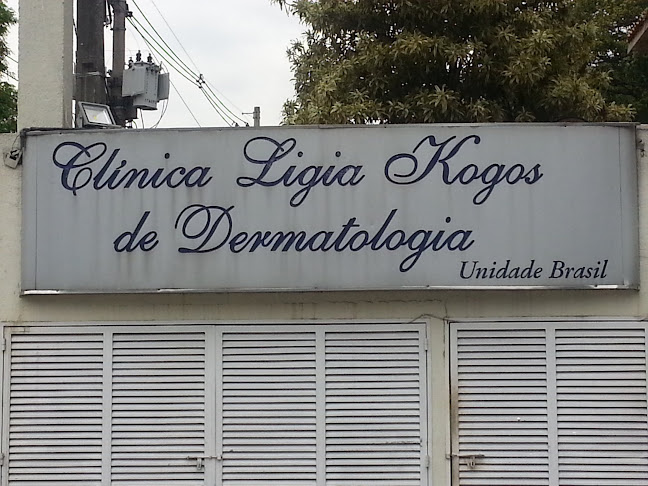 Clínica Ligia Kogos
de Dermatologia
Unidade Brasil